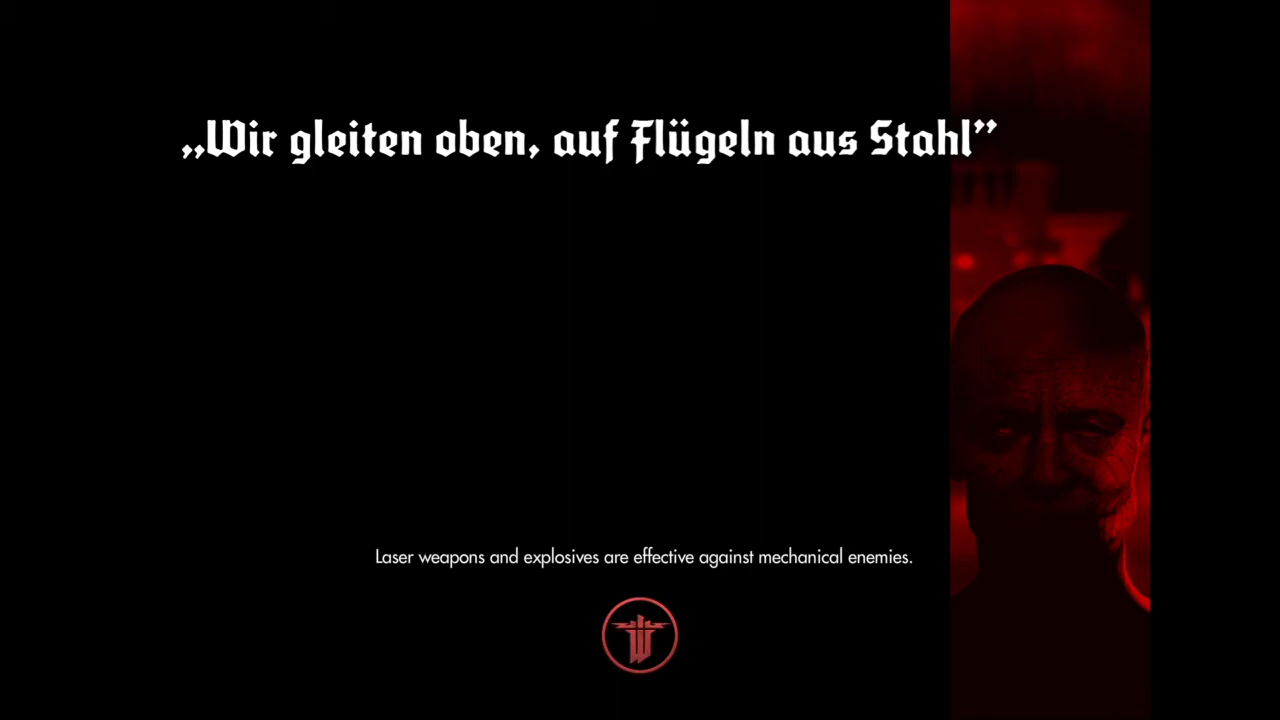 „Wir gleiten oben, auf Flügeln aus Stahl”
Laser weapons and explosives are effective against mechanical enemies.